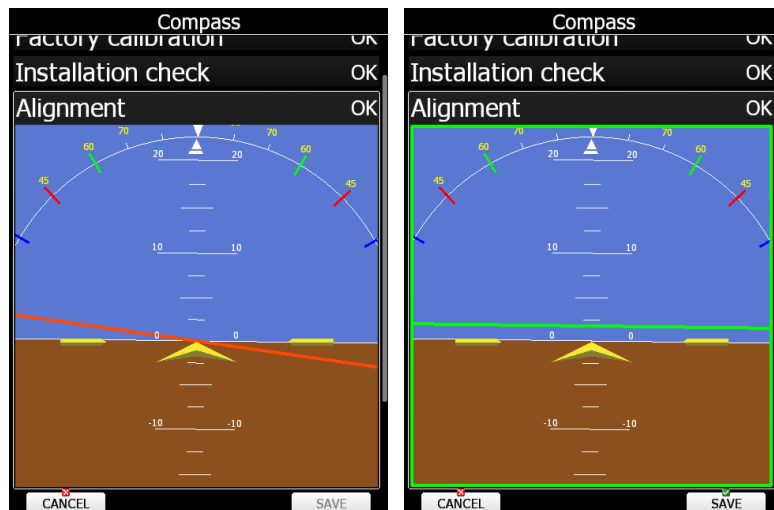 Compass
Factory calibration OK
Installation check OK
Alignment OK
70 70
60 60
20 20
45 45
10 10
0 0
-10 -10
CANCEL SAVE
Compass
Factory calibration OK
Installation check OK
Alignment OK
70 70
60 60
20 20
45 45
10 10
0 0
-10 -10
CANCEL SAVE